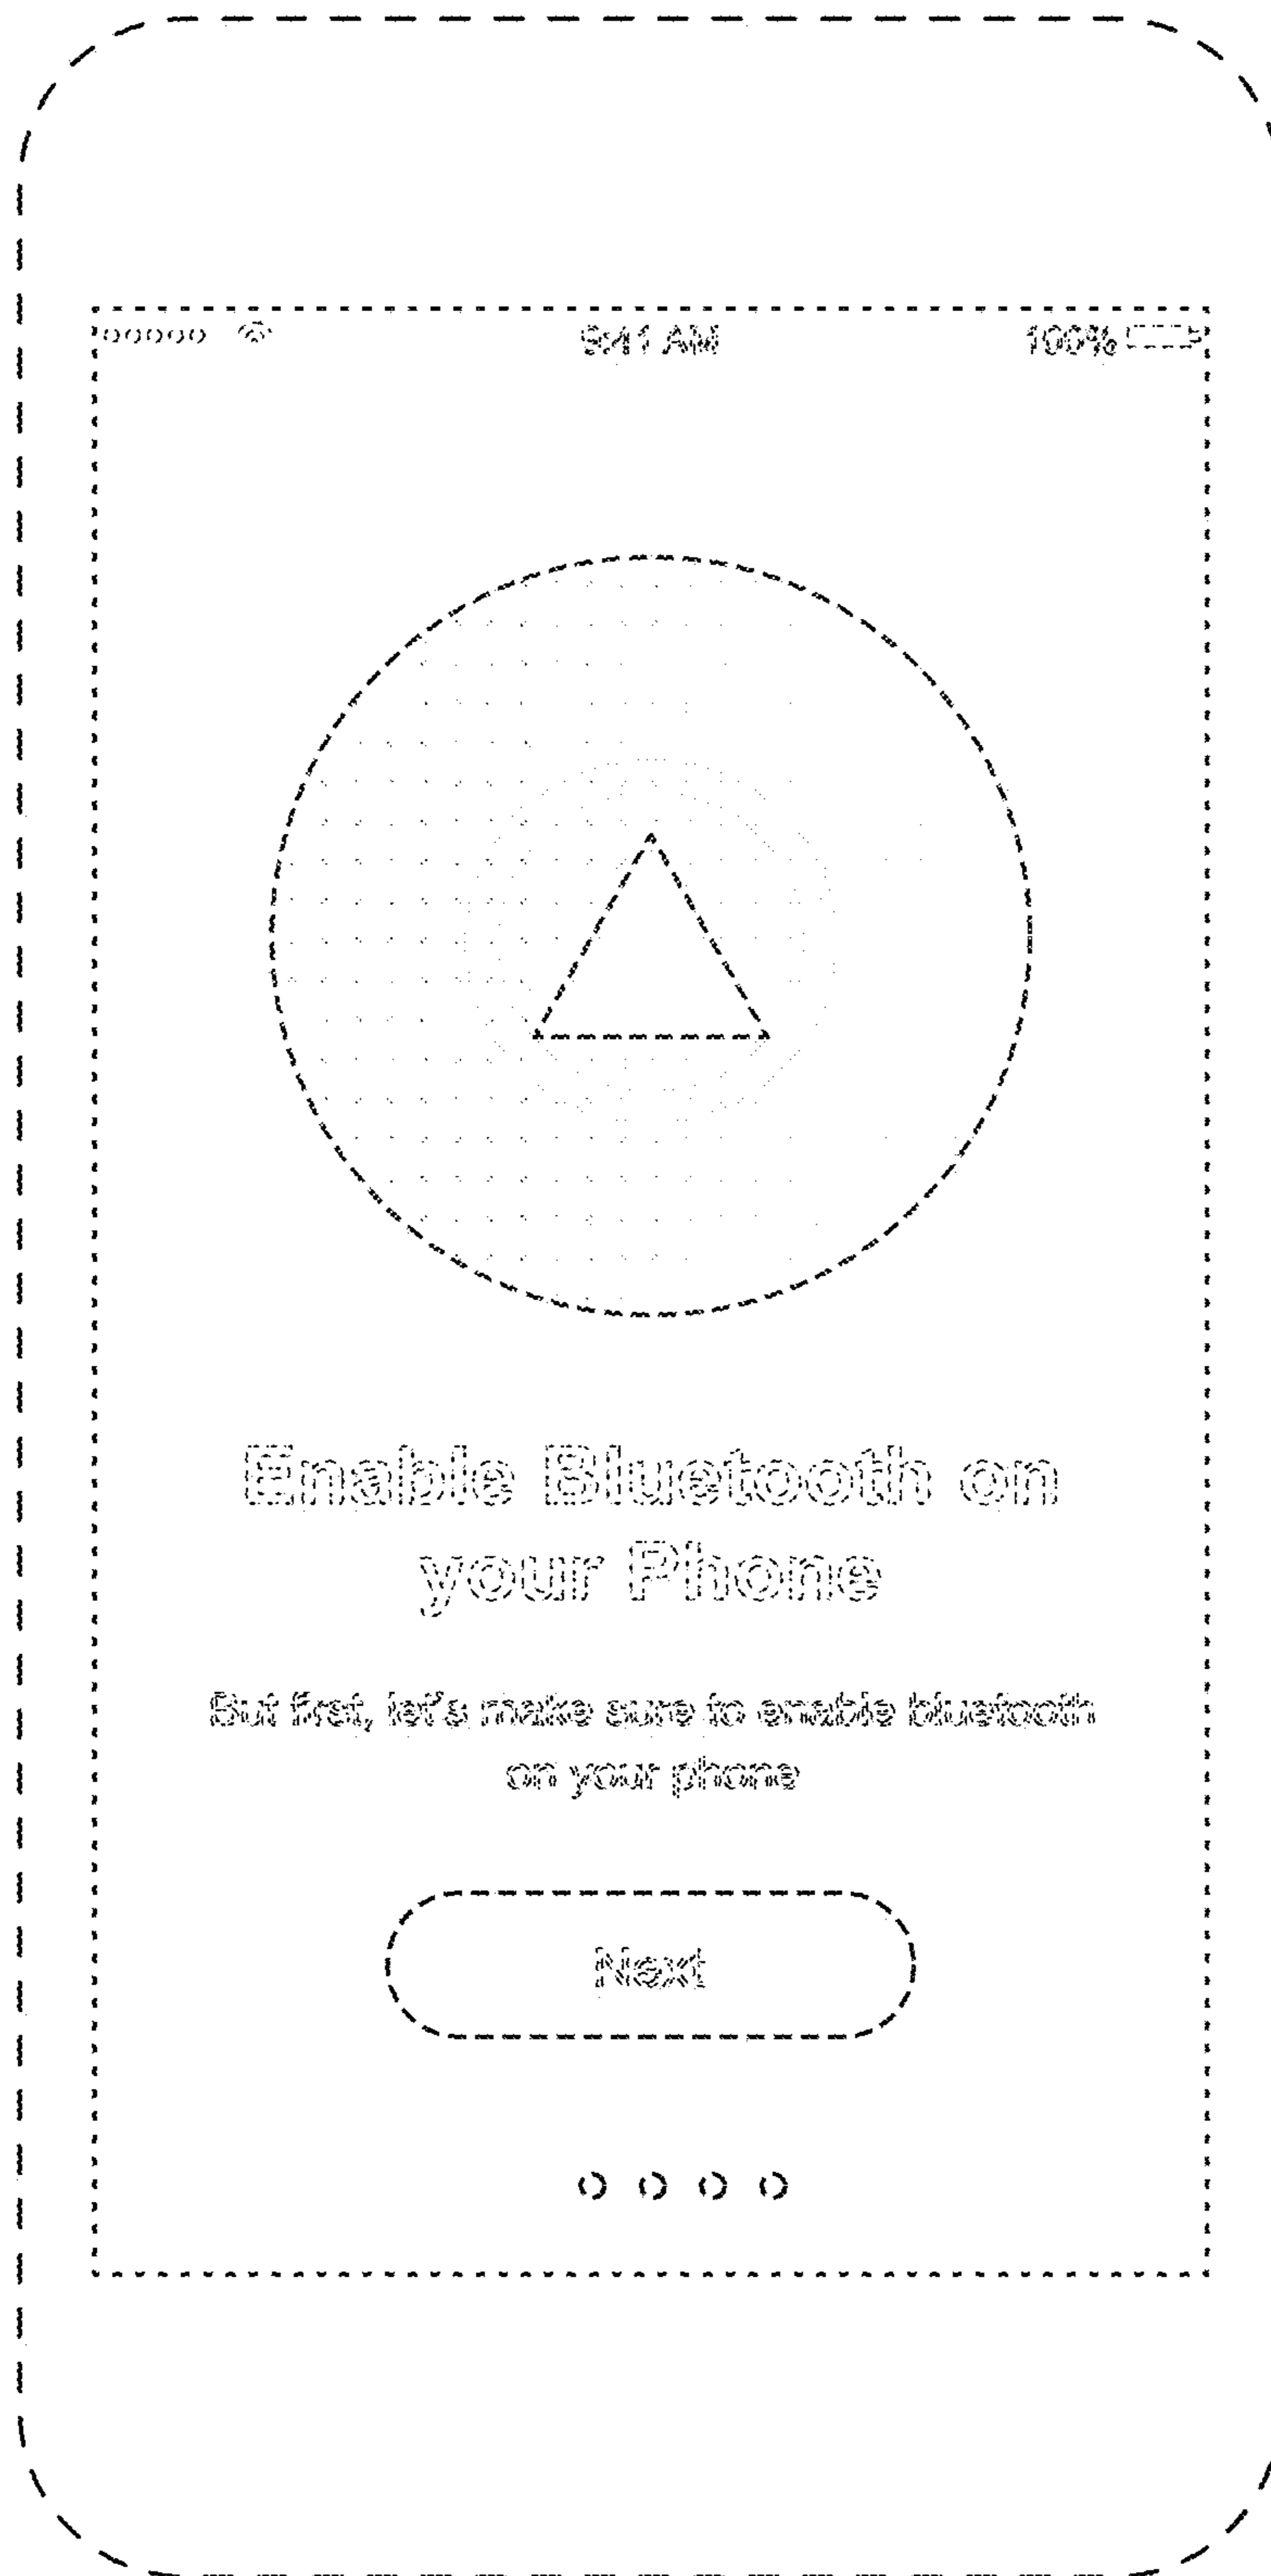 9:41 AM 100%
Enable Bluetooth on
your Phone
But first, let's make sure to enable bluetooth
on your phone
Next